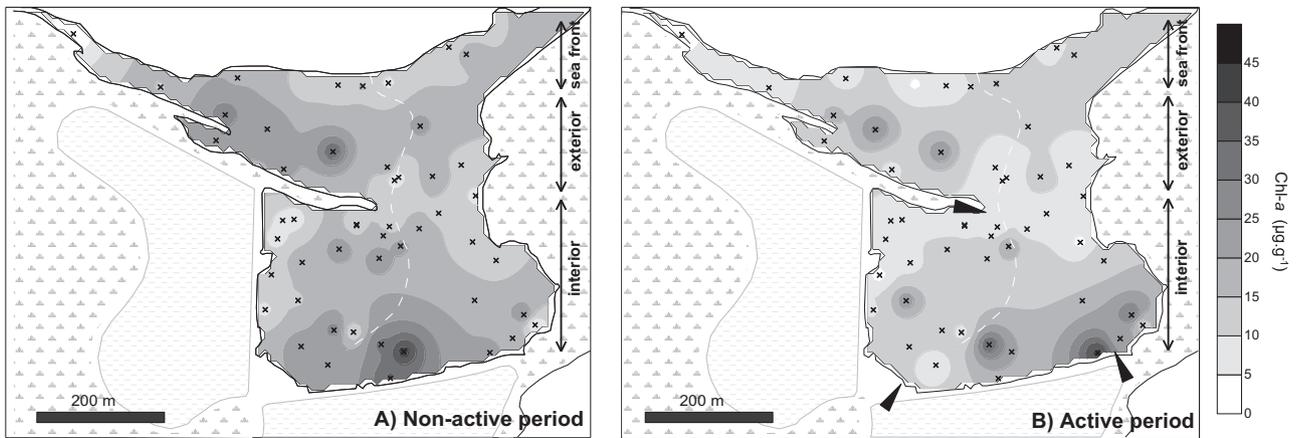 sea front
exterior
interior
200 m
A) Non-active period
sea front
exterior
interior
200 m
B) Active period
45
40
35
30
25
20
15
10
5
0
Chl-a (µg.g⁻¹)